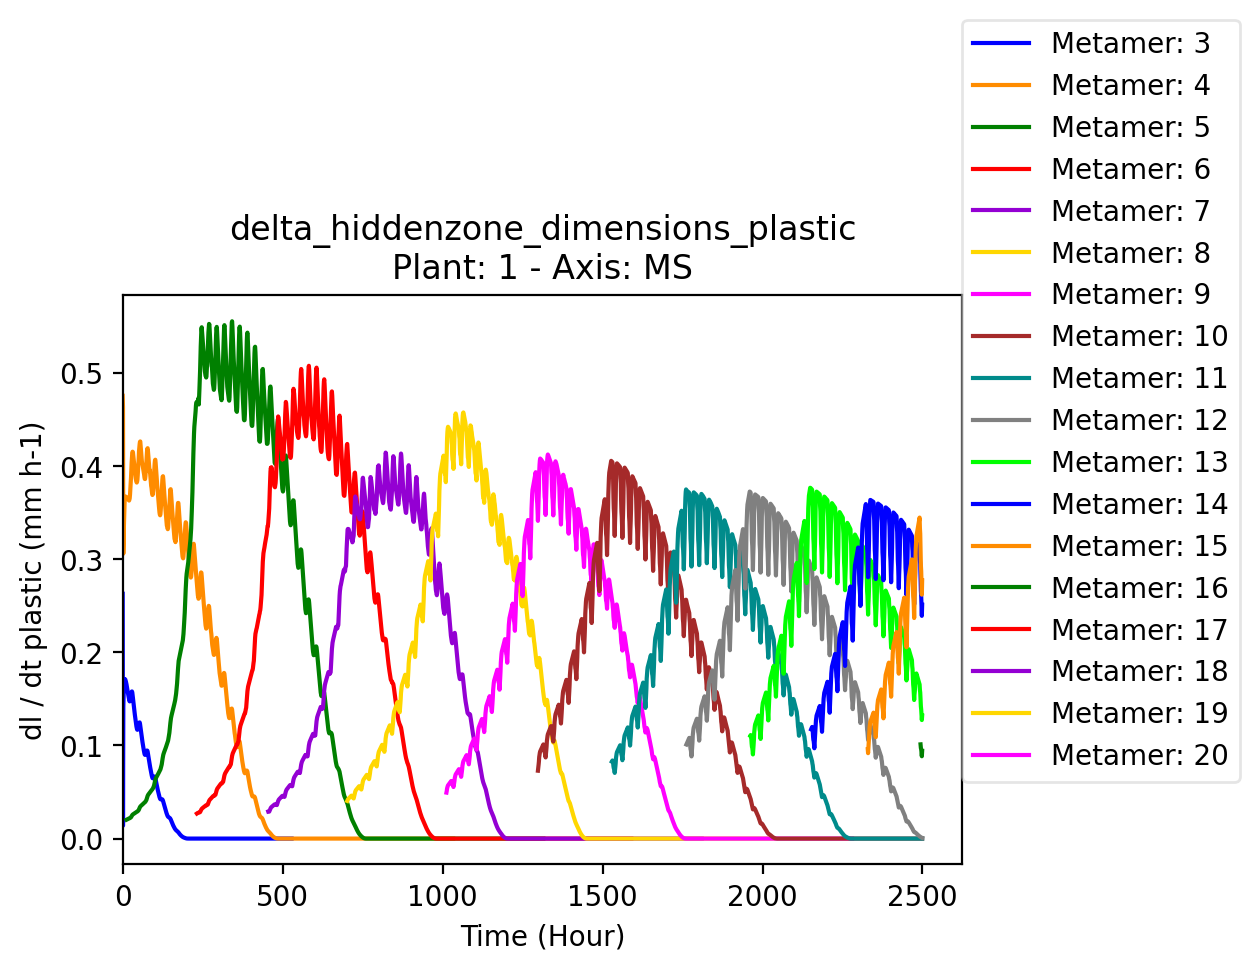 delta_hiddenzone_dimensions_plastic
Plant: 1 - Axis: MS
dl / dt plastic (mm h-1)
0.5
0.4
0.3
0.2
0.1
0.0
0 500 1000 1500 2000 2500
Time (Hour)
Metamer: 3
Metamer: 4
Metamer: 5
Metamer: 6
Metamer: 7
Metamer: 8
Metamer: 9
Metamer: 10
Metamer: 11
Metamer: 12
Metamer: 13
Metamer: 14
Metamer: 15
Metamer: 16
Metamer: 17
Metamer: 18
Metamer: 19
Metamer: 20